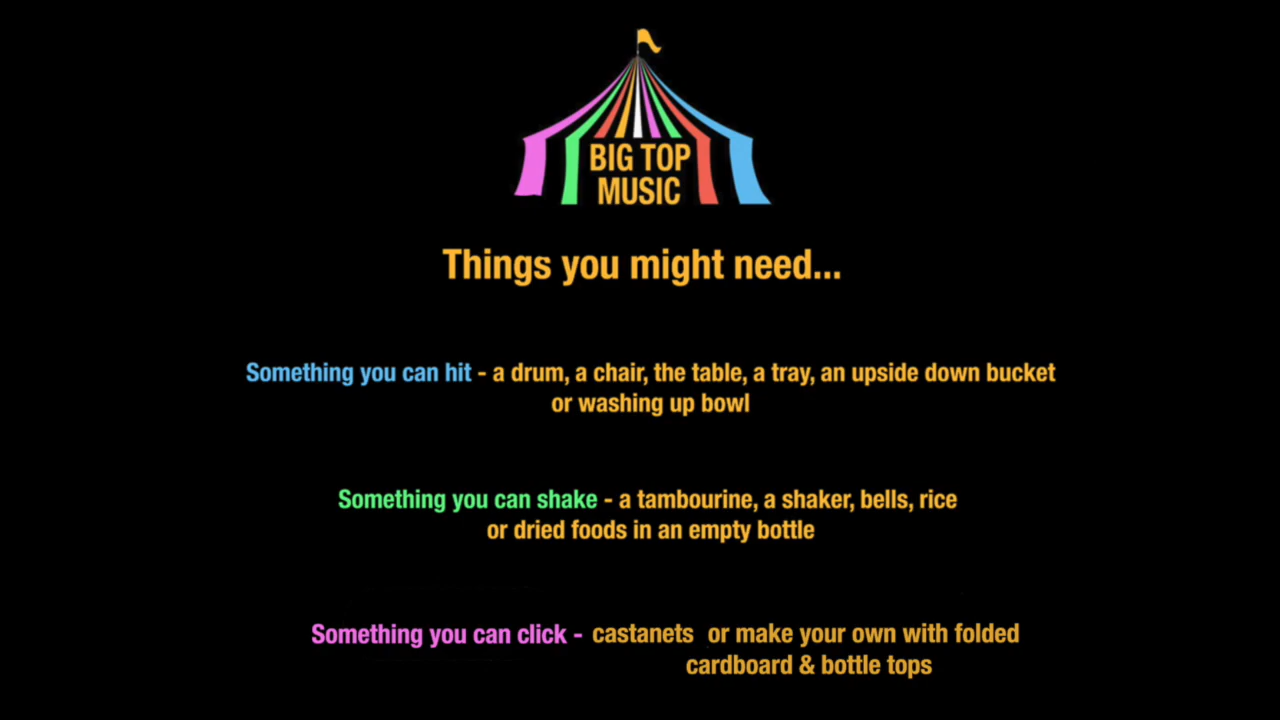 BIG TOP
MUSIC
Things you might need...
Something you can hit - a drum, a chair, the table, a tray, an upside down bucket
or washing up bowl
Something you can shake - a tambourine, a shaker, bells, rice
or dried foods in an empty bottle
Something you can click - castanets or make your own with folded
cardboard & bottle tops